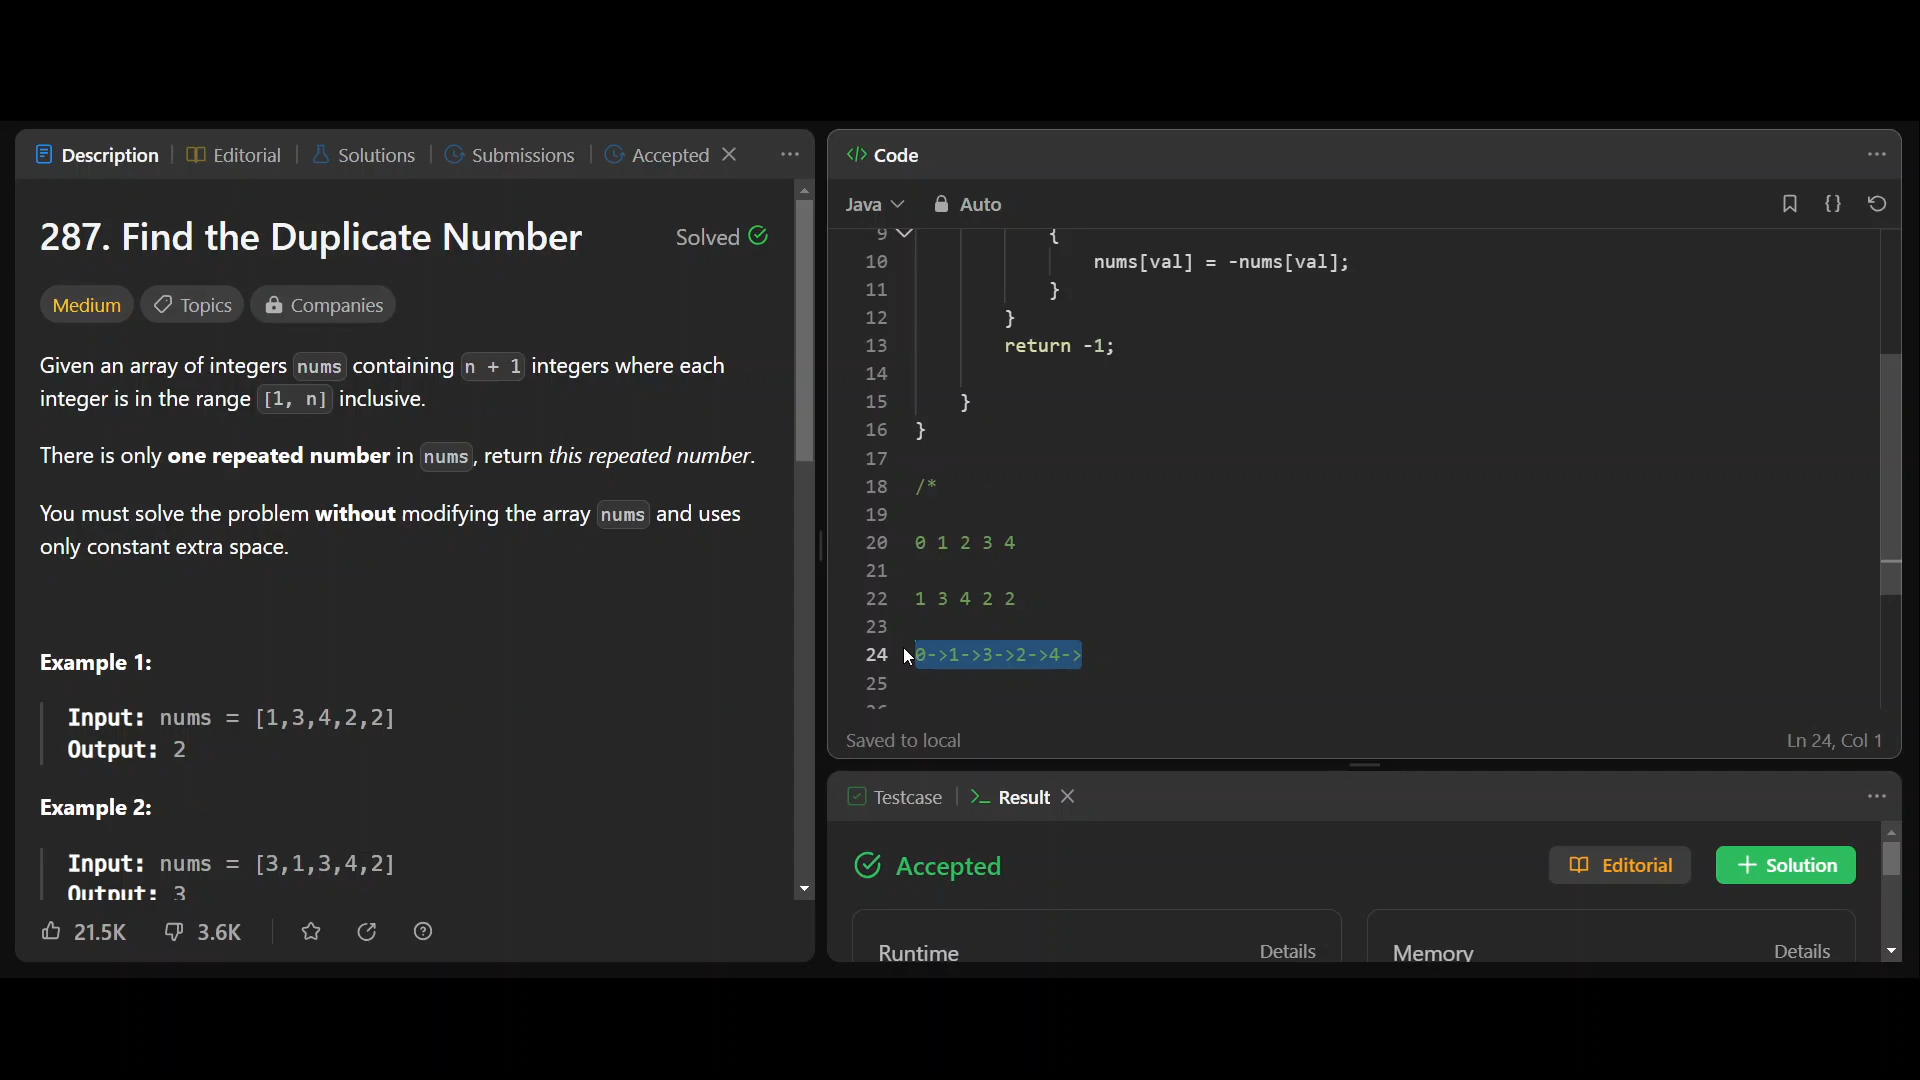 Description
Editorial
Solutions
Submissions
Accepted
287. Find the Duplicate Number
Solved
Medium
Topics
Companies
Given an array of integers nums containing n + 1 integers where each
integer is in the range [1, n] inclusive.
There is only one repeated number in nums, return this repeated number.
You must solve the problem without modifying the array nums and uses
only constant extra space.
Example 1:
Input: nums = [1,3,4,2,2]
Output: 2
Example 2:
Input: nums = [3,1,3,4,2]
Output: 3
21.5K
3.6K
</> Code
Java
Auto
{}
9 {
10 nums[val] = -nums[val];
11 }
12 }
13 return -1;
14
15 }
16 }
17
18 /*
19
20 0 1 2 3 4
21
22 1 3 4 2 2
23
24 0->1->3->2->4->
25
26
Saved to local
Ln 24, Col 1
Testcase
>_ Result
Accepted
Editorial
+ Solution
Runtime
Details
Memory
Details